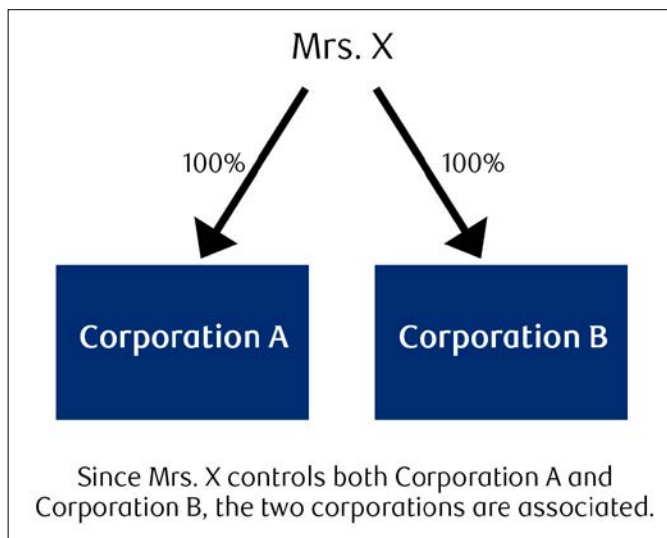 Mrs. X
100%
100%
Corporation A
Corporation B
Since Mrs. X controls both Corporation A and
Corporation B, the two corporations are associated.